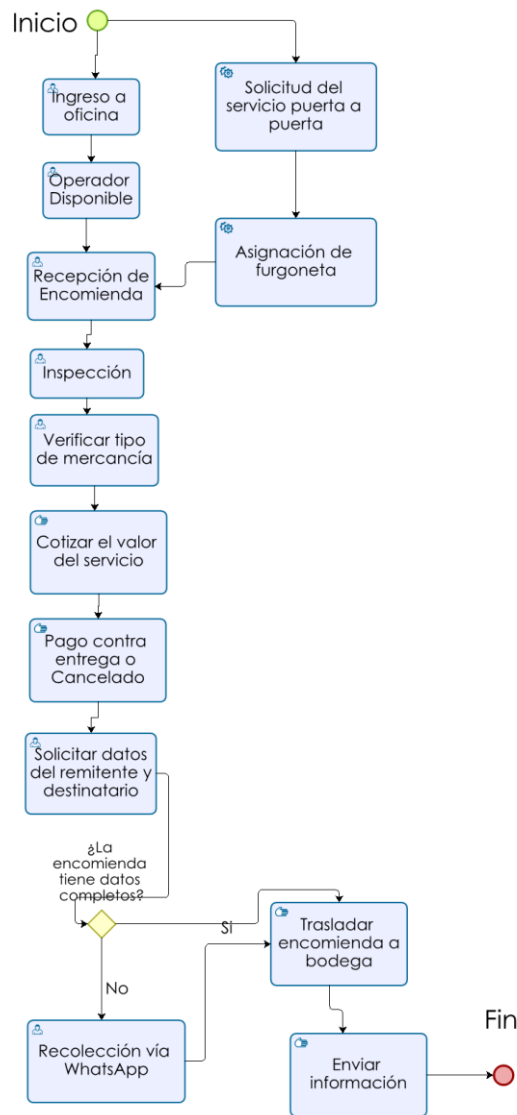 Inicio
Ingreso a
oficina
Solicitud del
servicio puerta a
puerta
Operador
Disponible
Asignación de
furgoneta
Recepción de
Encomienda
Inspección
Verificar tipo
de mercancía
Cotizar el valor
del servicio
Pago contra
entrega o
Cancelado
Solicitar datos
del remitente y
destinatario
¿La
encomienda
tiene datos
completos?
Si
Trasladar
encomienda a
bodega
No
Recolección vía
WhatsApp
Enviar
información
Fin